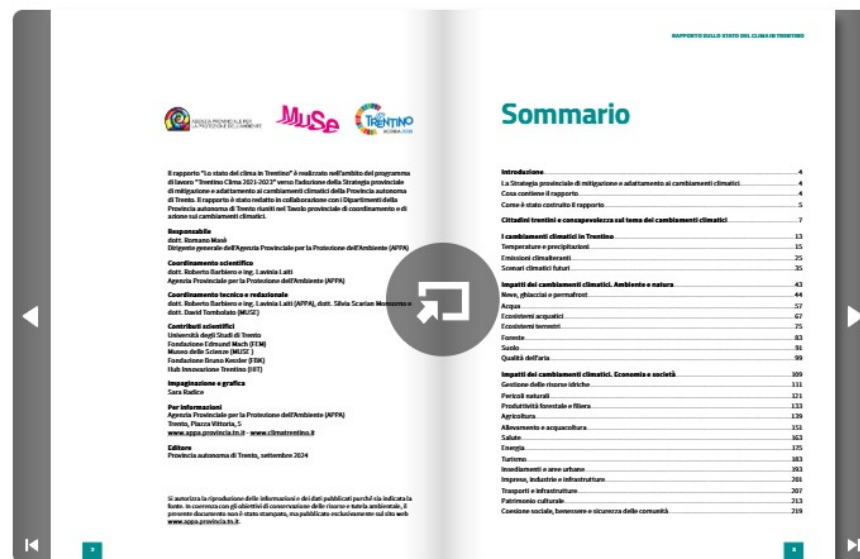 AGENZIA PROVINCIALE PER
LA PROTEZIONE DELL'AMBIENTE
MUSe
TRENTINO
Il rapporto "Lo stato del clima in Trentino" è realizzato nell'ambito del programma
di lavoro "Trentino Clima 2021-2023" verso l'adozione della Strategia provinciale
di mitigazione e adattamento ai cambiamenti climatici della Provincia autonoma
di Trento. Il rapporto è stato redatto in collaborazione con i Dipartimenti della
Provincia autonoma di Trento riuniti nel Tavolo provinciale di coordinamento e di
azione sui cambiamenti climatici.
Responsabile
dott. Romano Masè
Dirigente generale dell'Agenzia Provinciale per la Protezione dell'Ambiente (APPA)
Coordinamento scientifico
dott. Roberto Barbiero e ing. Lavinia Laiti
Agenzia Provinciale per la Protezione dell'Ambiente (APPA)
Coordinamento tecnico e redazionale
dott. Roberto Barbiero e ing. Lavinia Laiti (APPA), dott. Silvia Scarian
dott. David Tombolato (MUSE)
Contributi scientifici
Università degli Studi di Trento
Fondazione Edmund Mach (FEM)
Museo delle Scienze (MUSE )
Fondazione Bruno Kessler (FBK)
Hub Innovazione Trentino (HIT)
Impaginazione e grafica
Sara Radice
Per informazioni
Agenzia Provinciale per la Protezione dell'Ambiente (APPA)
Trento, Piazza Vittoria, 5
www.appa.provincia.tn.it - www.climatrentino.it
Editore
Provincia autonoma di Trento, settembre 2024
Si autorizza la riproduzione delle informazioni e dei dati pubblicati purché sia indicata la
fonte. In coerenza con gli obiettivi di conservazione delle risorse e tutela ambientale, il
presente documento non è stato stampato, ma pubblicato esclusivamente sul sito web
www.appa.provincia.tn.it.
2
RAPPORTO SULLO STATO DEL CLIMA IN TRENTINO
Sommario
Introduzione 4
La Strategia provinciale di mitigazione e adattamento ai cambiamenti climatici 4
Cosa contiene il rapporto 4
Come è stato costruito il rapporto 5
Cittadini trentini e consapevolezza sul tema dei cambiamenti climatici 7
I cambiamenti climatici in Trentino 13
Temperature e precipitazioni 15
Emissioni climalteranti 25
Scenari climatici futuri 35
Impatti dei cambiamenti climatici. Ambiente e natura 43
Neve, ghiacciai e permafrost 44
Acqua 57
Ecosistemi acquatici 67
Ecosistemi terrestri 75
Foreste 83
Suolo 91
Qualità dell'aria 99
Impatti dei cambiamenti climatici. Economia e società 109
Gestione delle risorse idriche 111
Pericoli naturali 121
Produttività forestale e filiera 133
Agricoltura 139
Allevamento e acquacoltura 151
Salute 163
Energia 175
Turismo 183
Insediamenti e aree urbane 193
Imprese, industrie e infrastrutture 201
Trasporti e infrastrutture 207
Patrimonio culturale 213
Coesione sociale, benessere e sicurezza delle comunità 219